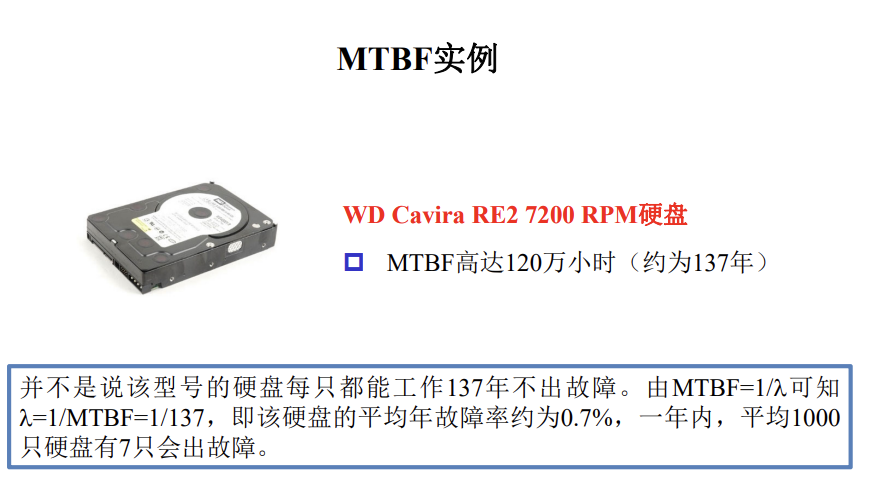 MTBF实例
WD Cavira RE2 7200 RPM硬盘
MTBF高达120万小时（约为137年）
并不是说该型号的硬盘每只都能工作137年不出故障。由MTBF=1/λ可知
λ=1/MTBF=1/137，即该硬盘的平均年故障率约为0.7%，一年内，平均1000
只硬盘有7只会出故障。